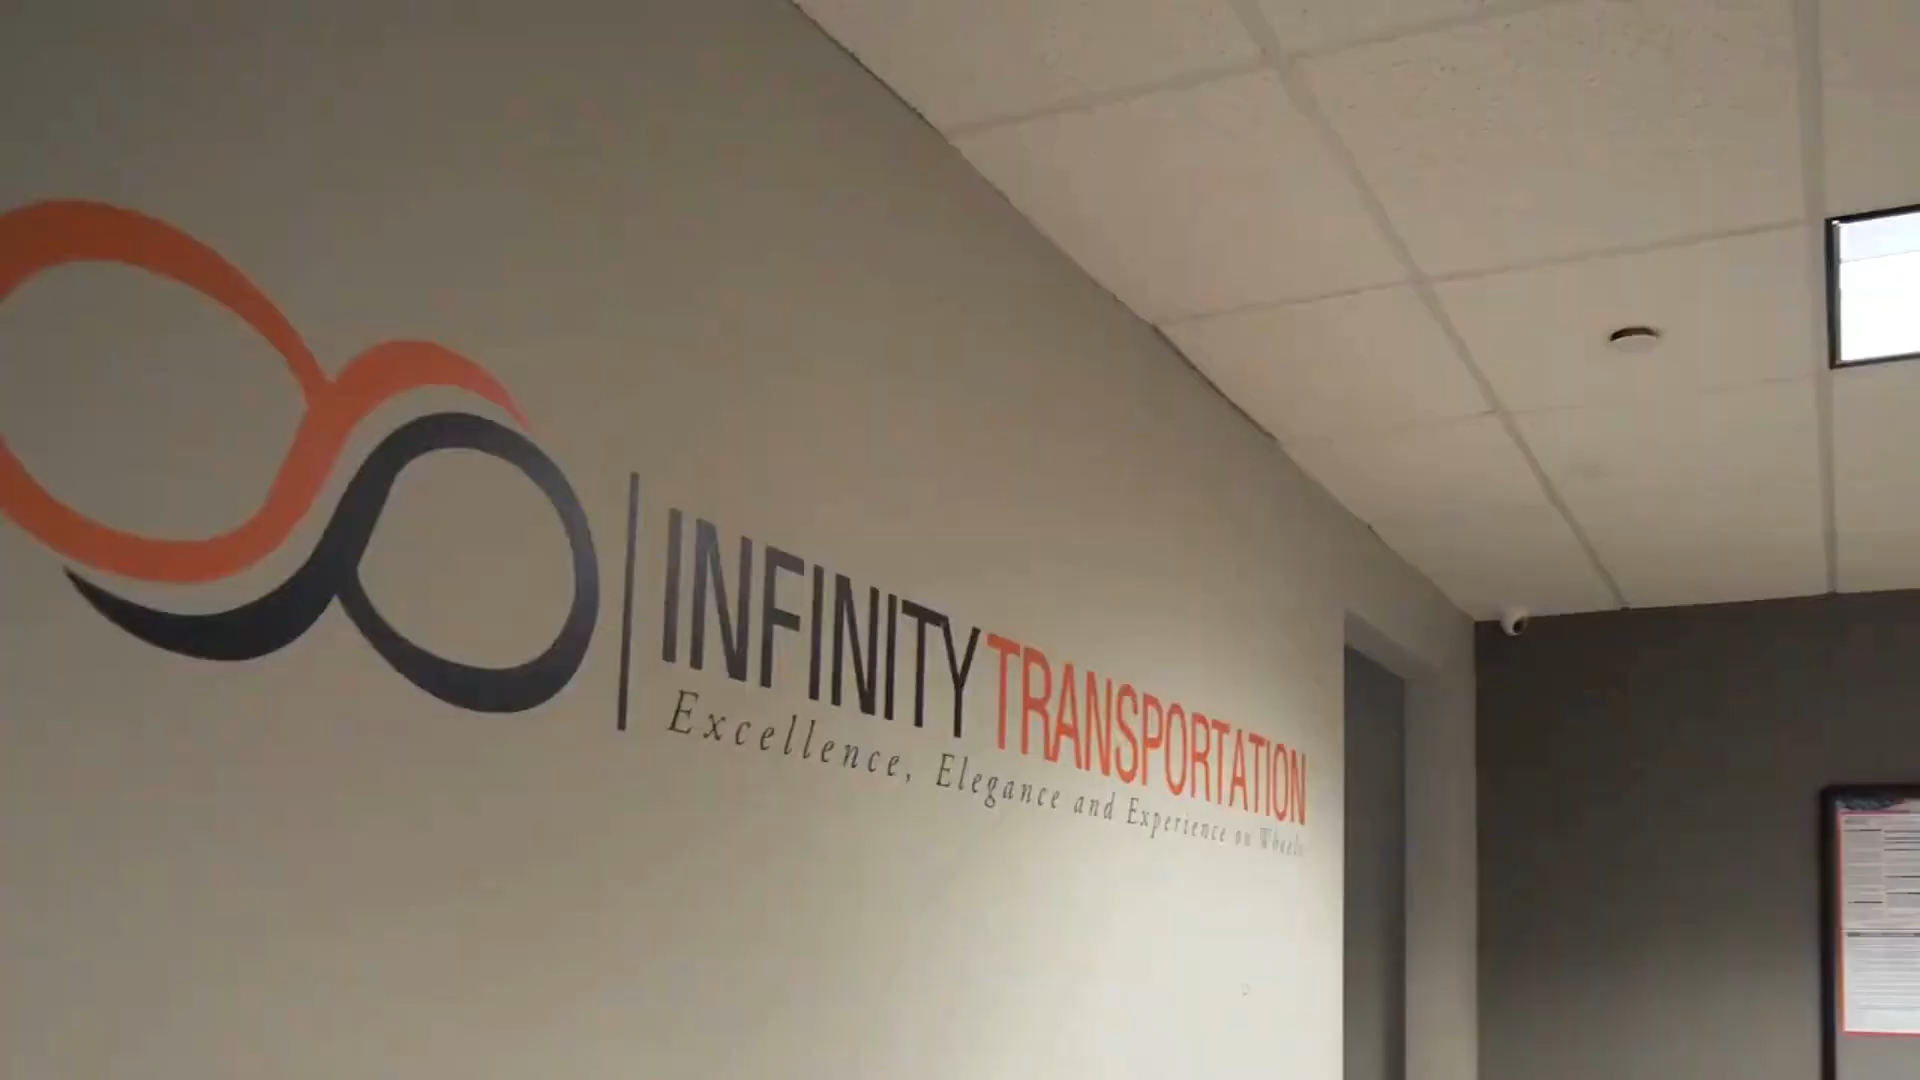 INFINITY TRANSPORTATION
Excellence, Elegance and Experience on Wheels